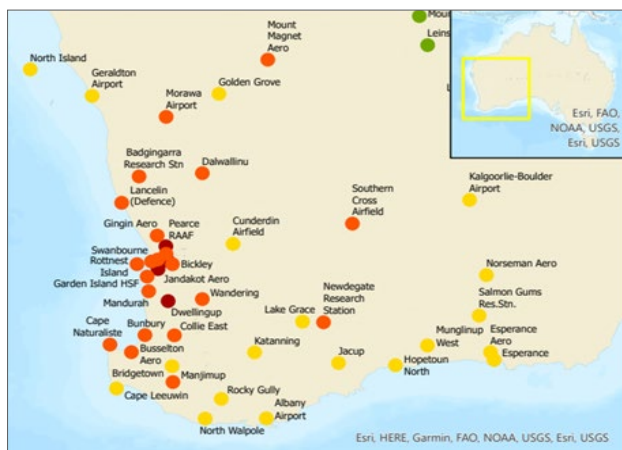 Mount
Magnet
Aero
Mou
Leins
L
North Island
Geraldton
Airport
Golden Grove
Morawa
Airport
Esri, FAO,
NOAA, USGS,
Esri, USGS
Badgingarra
Research Stn
Dalwallinu
Lancelin
(Defence)
Southern
Cross
Airfield
Kalgoorlie-Boulder
Airport
Gingin Aero
Pearce
RAAF
Cunderdin
Airfield
Swanbourne
Rottnest
Island
Bickley
Garden Island HSF
Jandakot Aero
Norseman Aero
Mandurah
Wandering
Dwellingup
Lake Grace
Newdegate
Research
Station
Salmon Gums
Res.Stn.
Cape
Naturaliste
Bunbury
Collie East
Busselton
Aero
Katanning
Jacup
Munglinup
West
Esperance
Aero
Esperance
Hopetoun
North
Bridgetown
Manjimup
Cape Leeuwin
Rocky Gully
Albany
Airport
North Walpole
Esri, HERE, Garmin, FAO, NOAA, USGS, Esri, USGS